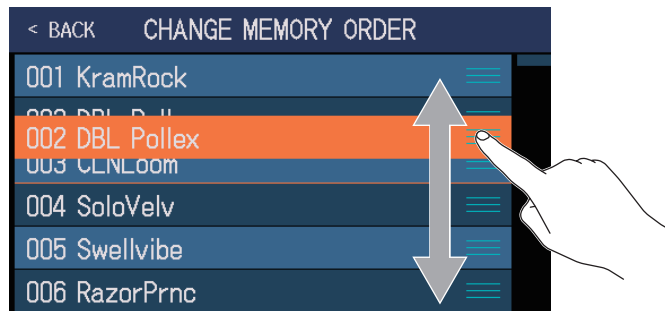 < BACK CHANGE MEMORY ORDER
001 KramRock
002 DBL Pollex
003 CLNLoom
004 SoloVelv
005 Swellvibe
006 RazorPrnc